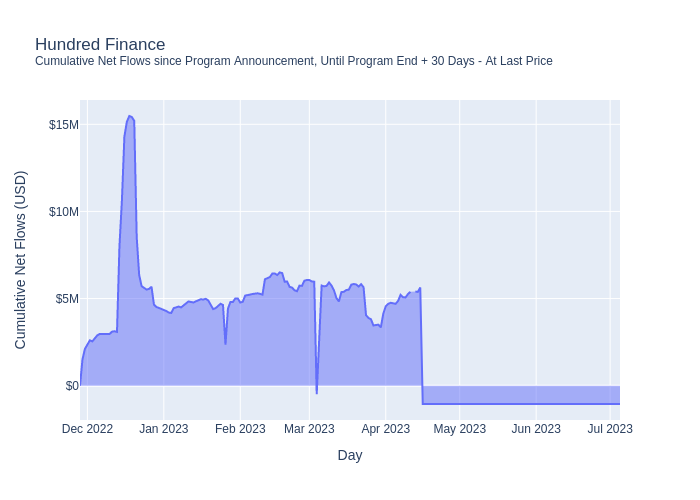 Hundred Finance
Cumulative Net Flows since Program Announcement, Until Program End + 30 Days - At Last Price
Cumulative Net Flows (USD)
$15M
$10M
$5M
$0
Dec 2022 Jan 2023 Feb 2023 Mar 2023 Apr 2023 May 2023 Jun 2023 Jul 2023
Day